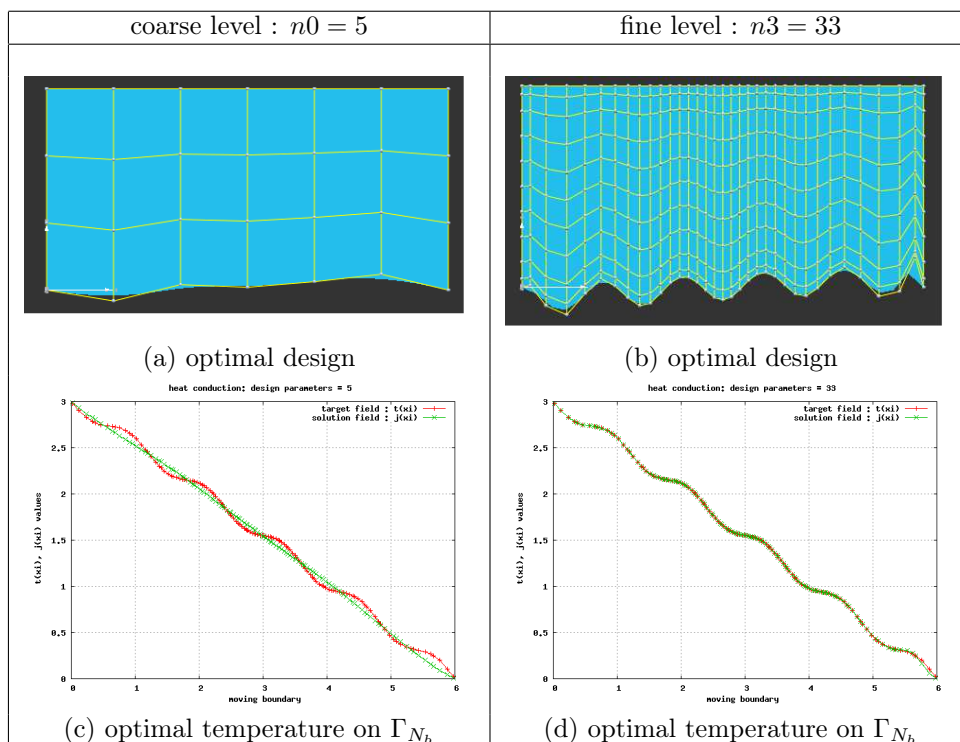 coarse level : n0 = 5
fine level : n3 = 33
(a) optimal design
(b) optimal design
heat conduction: design parameters = 5
target field : t(xi)
solution field : j(xi)
t(xi), j(xi) values
3
2.5
2
1.5
1
0.5
0
0 1 2 3 4 5 6
moving boundary
heat conduction: design parameters = 33
target field : t(xi)
solution field : j(xi)
t(xi), j(xi) values
3
2.5
2
1.5
1
0.5
0
0 1 2 3 4 5 6
moving boundary
(c) optimal temperature on Γ_{N_b}
(d) optimal temperature on Γ_{N_b}